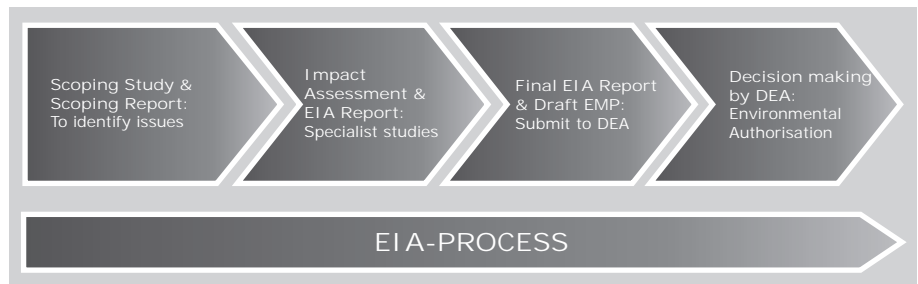 Scoping Study &
Scoping Report:
To identify issues
Impact
Assessment &
EIA Report:
Specialist studies
Final EIA Report
& Draft EMP:
Submit to DEA
Decision making
by DEA:
Environmental
Authorisation
EIA-PROCESS